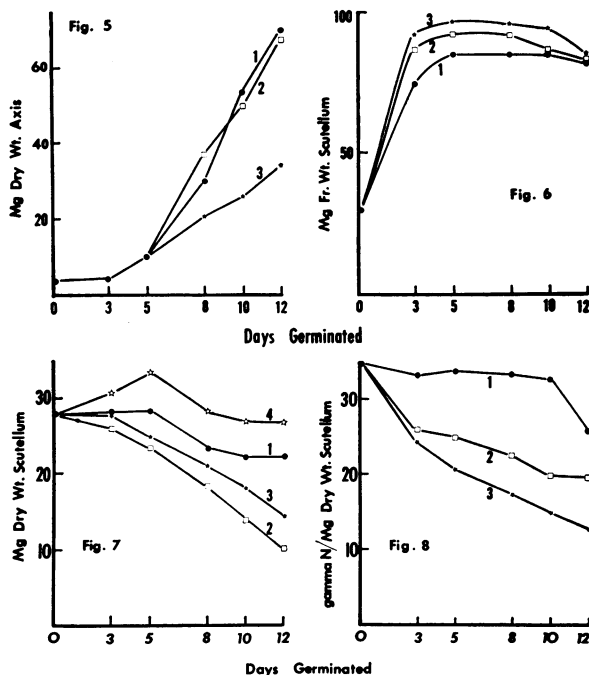 Fig. 5
Mg Dry Wt. Axis
60
40
20
1
2
3
0 3 5 8 10 12
Fig. 6
Mg Fr. Wt. Scutellum
100
50
3
2
1
0 3 5 8 10 12
Days Germinated
Fig. 7
Mg Dry Wt. Scutellum
30
20
10
4
1
3
2
0 3 5 8 10 12
Fig. 8
gamma N/Mg Dry Wt. Scutellum
30
20
10
1
2
3
0 3 5 8 10 12
Days Germinated